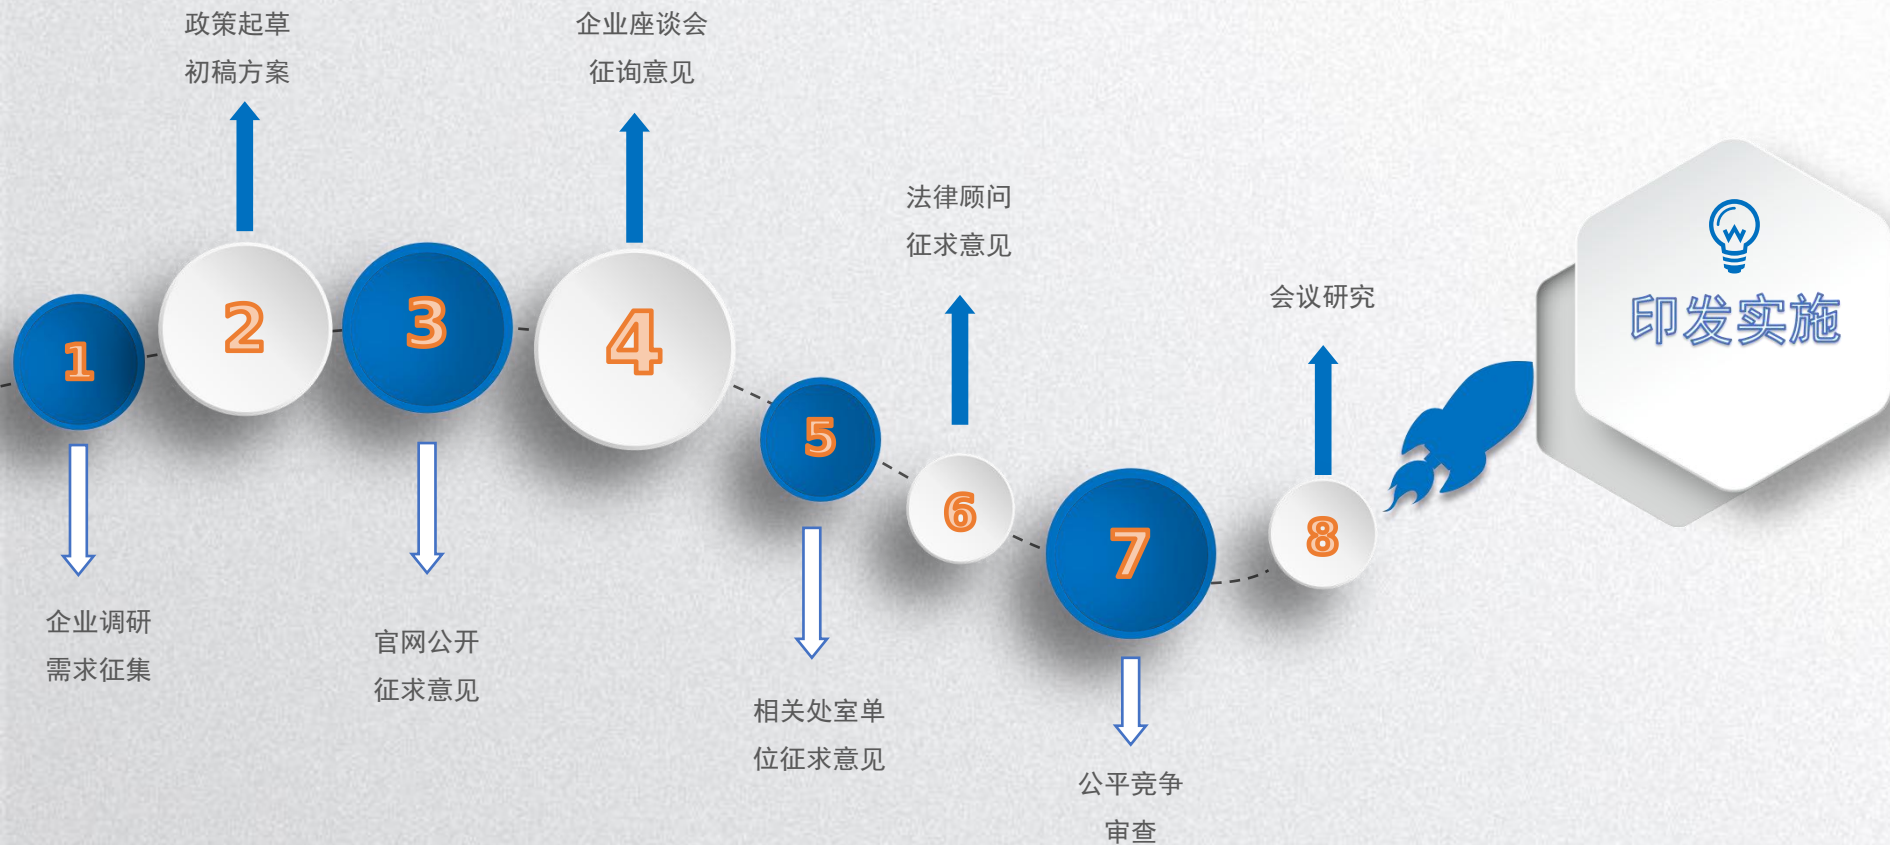 1
企业调研
需求征集
2
政策起草
初稿方案
3
官网公开
征求意见
4
企业座谈会
征询意见
5
相关处室单
位征求意见
6
法律顾问
征求意见
7
公平竞争
审查
8
会议研究
印发实施